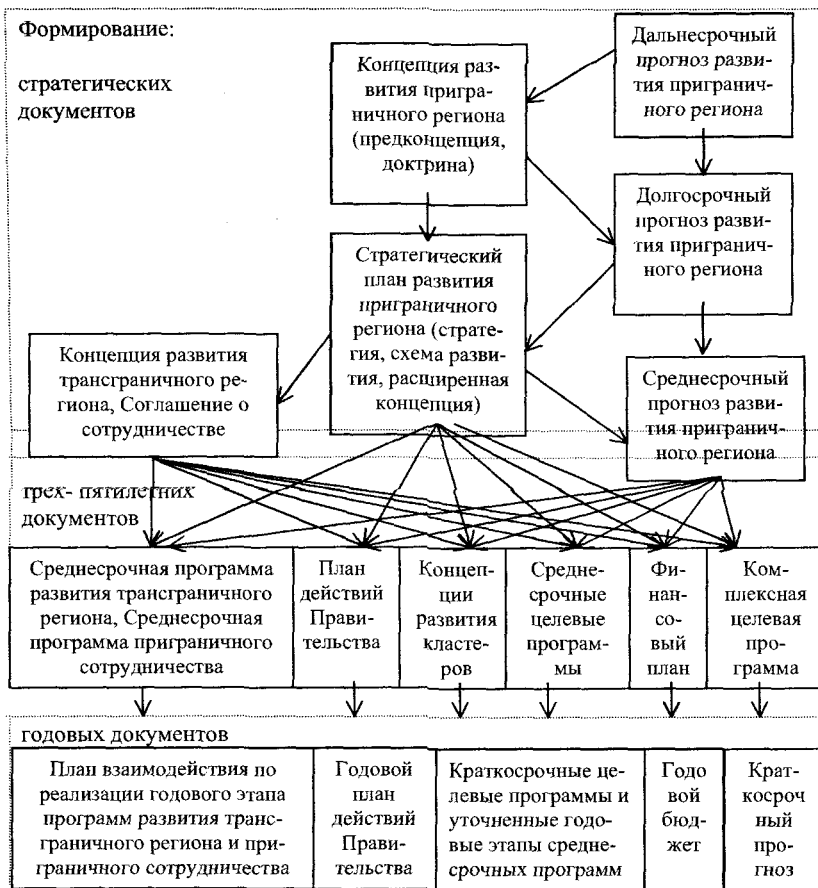 Формирование:
стратегических
документов
Концепция раз-
вития пригра-
ничного региона
(предконцепция,
доктрина)
Дальнесрочный
прогноз разви-
тия пригранич-
ного региона
Долгосрочный
прогноз разви-
тия пригранич-
ного региона
Стратегический
план развития
приграничного
региона (страте-
гия, схема разви-
тия, расширенная
концепция)
Концепция развития
трансграничного ре-
гиона, Соглашение о
сотрудничестве
Среднесрочный
прогноз разви-
тия пригранич-
ного региона
трех- пятилетних
документов
Среднесрочная программа
развития трансграничного
региона, Среднесрочная
программа приграничного
сотрудничества
План
действий
Прави-
тельства
Концеп-
ции
развития
класте-
ров
Средне-
срочные
целевые
програм-
мы
Фи-
нан-
со-
вый
план
Ком-
плексная
целевая
про-
грамма
годовых документов
План взаимодействия по
реализации годового этапа
программ развития транс-
граничного региона и при-
граничного сотрудничества
Годовой
план
действий
Прави-
тельства
Краткосрочные це-
левые программы и
уточненные годо-
вые этапы средне-
срочных программ
Годо
вой
бюд-
жет
Крат-
косроч
ный
про-
гноз